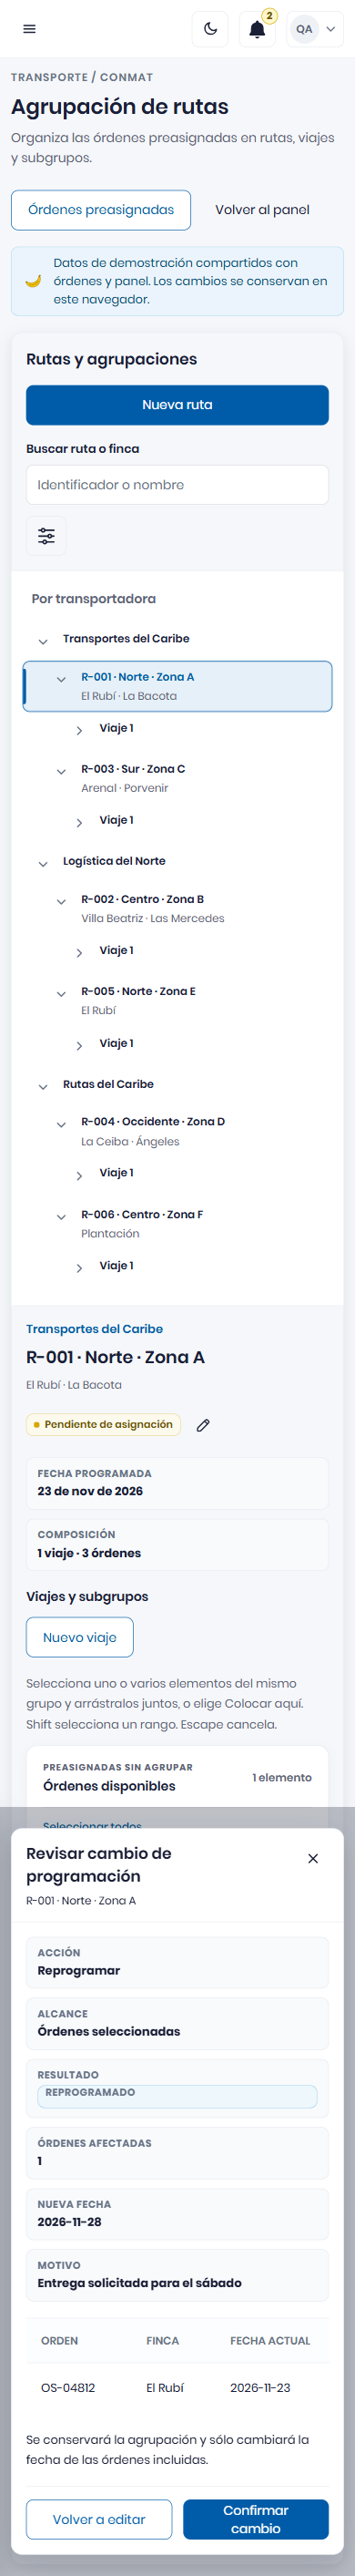 2
QA
TRANSPORTE / CONMAT
Agrupación de rutas
Organiza las órdenes preasignadas en rutas, viajes
y subgrupos.
Órdenes preasignadas
Volver al panel
Datos de demostración compartidos con
órdenes y panel. Los cambios se conservan en
este navegador.
Rutas y agrupaciones
Nueva ruta
Buscar ruta o finca
Identificador o nombre
Por transportadora
Transportes del Caribe
R-001 · Norte · Zona A
El Rubí · La Bacota
Viaje 1
R-003 · Sur · Zona C
Arenal · Porvenir
Viaje 1
Logística del Norte
R-002 · Centro · Zona B
Villa Beatriz · Las Mercedes
Viaje 1
R-005 · Norte · Zona E
El Rubí
Viaje 1
Rutas del Caribe
R-004 · Occidente · Zona D
La Ceiba · Ángeles
Viaje 1
R-006 · Centro · Zona F
Plantación
Viaje 1
Transportes del Caribe
R-001 · Norte · Zona A
El Rubí · La Bacota
Pendiente de asignación
FECHA PROGRAMADA
23 de nov de 2026
COMPOSICIÓN
1 viaje · 3 órdenes
Viajes y subgrupos
Nuevo viaje
Selecciona uno o varios elementos del mismo
grupo y arrástralos juntos, o elige Colocar aquí.
Shift selecciona un rango. Escape cancela.
PREASIGNADAS SIN AGRUPAR
Órdenes disponibles
1 elemento
Seleccionar todos
Revisar cambio de
programación
R-001 · Norte · Zona A
ACCIÓN
Reprogramar
ALCANCE
Órdenes seleccionadas
RESULTADO
REPROGRAMADO
ÓRDENES AFECTADAS
1
NUEVA FECHA
2026-11-28
MOTIVO
Entrega solicitada para el sábado
ORDEN FINCA FECHA ACTUAL
OS-04812 El Rubí 2026-11-23
Se conservará la agrupación y sólo cambiará la
fecha de las órdenes incluidas.
Volver a editar
Confirmar
cambio